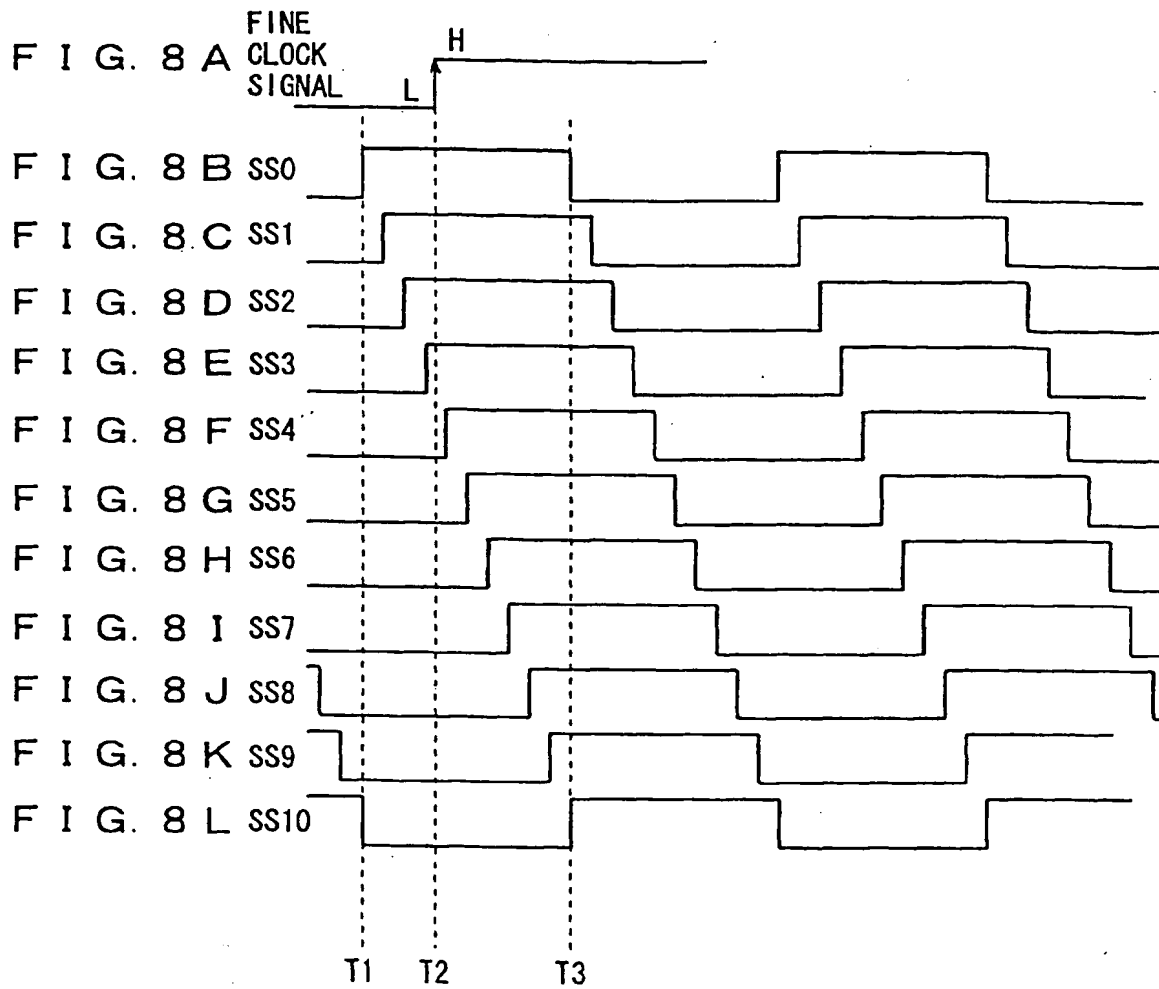 FINE
FIG. 8A CLOCK H
SIGNAL L
FIG. 8B SS0
FIG. 8C SS1
FIG. 8D SS2
FIG. 8E SS3
FIG. 8F SS4
FIG. 8G SS5
FIG. 8H SS6
FIG. 8I SS7
FIG. 8J SS8
FIG. 8K SS9
FIG. 8L SS10
T1 T2 T3